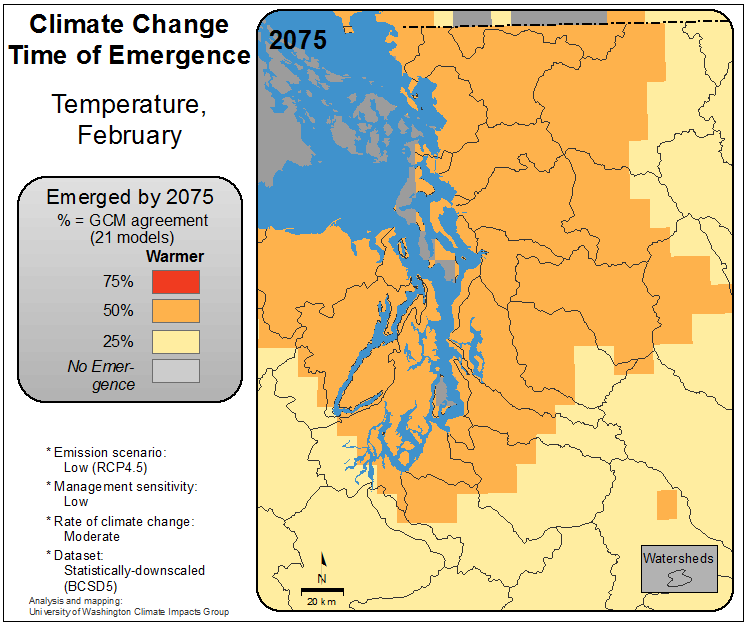 Climate Change
Time of Emergence
Temperature,
February
Emerged by 2075
% = GCM agreement
(21 models)
Warmer
75%
50%
25%
No Emer-
gence
* Emission scenario:
Low (RCP4.5)
* Management sensitivity:
Low
* Rate of climate change:
Moderate
* Dataset:
Statistically-downscaled
(BCSD5)
Analysis and mapping:
University of Washington Climate Impacts Group
2075
N
20 km
Watersheds